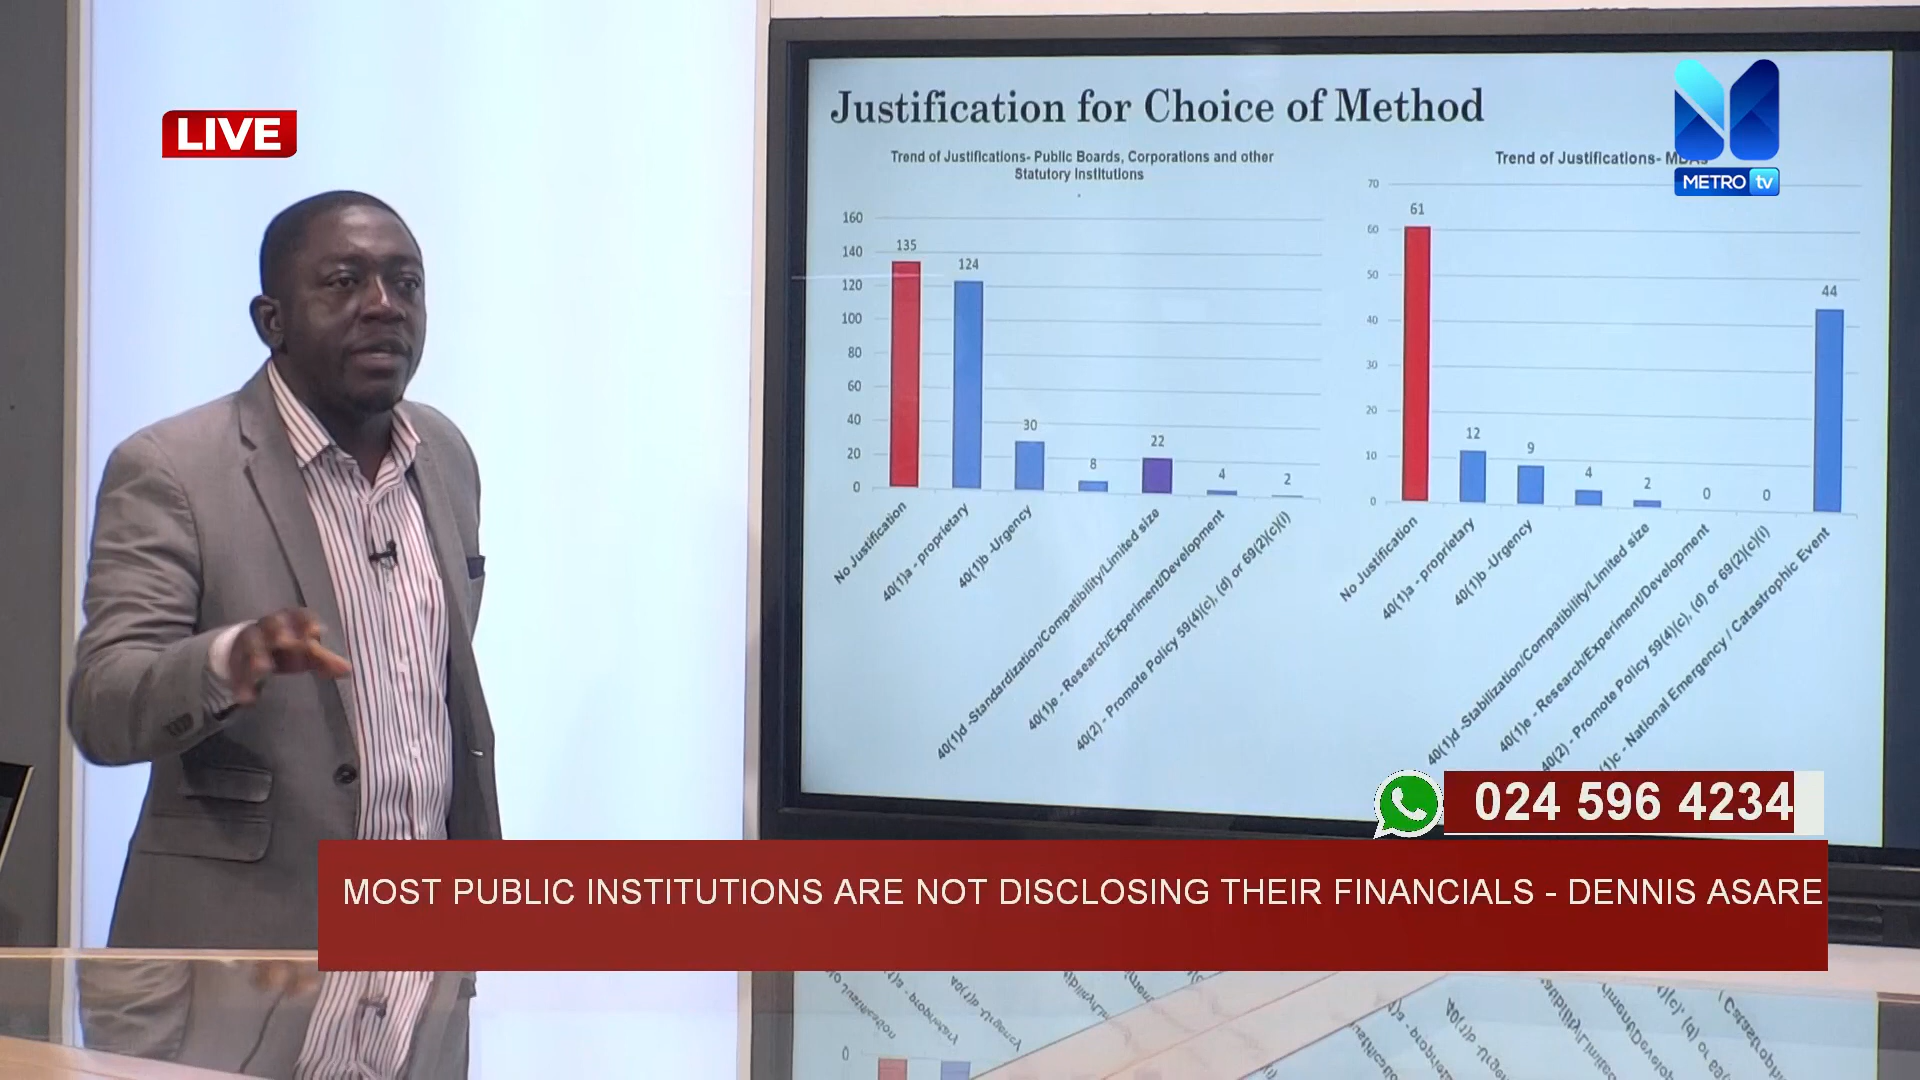 LIVE
Justification for Choice of Method
METRO tv
Trend of Justifications- Public Boards, Corporations and other
Statutory Institutions
160
140
120
100
80
60
40
20
0
135
124
30
8
22
4
2
No Justification
40(1)a - proprietary
40(1)b -Urgency
40(1)d -Standardization/Compatibility/Limited size
40(1)e - Research/Experiment/Development
40(2) - Promote Policy 59(4)(c), (d) or 69(2)(c)(i)
Trend of Justifications- MDAs
70
60
50
40
30
20
10
0
61
12
9
4
2
0
0
44
No Justification
40(1)a - proprietary
40(1)b -Urgency
40(1)d -Stabilization/Compatibility/Limited size
40(1)e - Research/Experiment/Development
40(2) - Promote Policy 59(4)(c), (d) or 69(2)(c)(i)
(1)c - National Emergency / Catastrophic Event
024 596 4234
MOST PUBLIC INSTITUTIONS ARE NOT DISCLOSING THEIR FINANCIALS - DENNIS ASARE